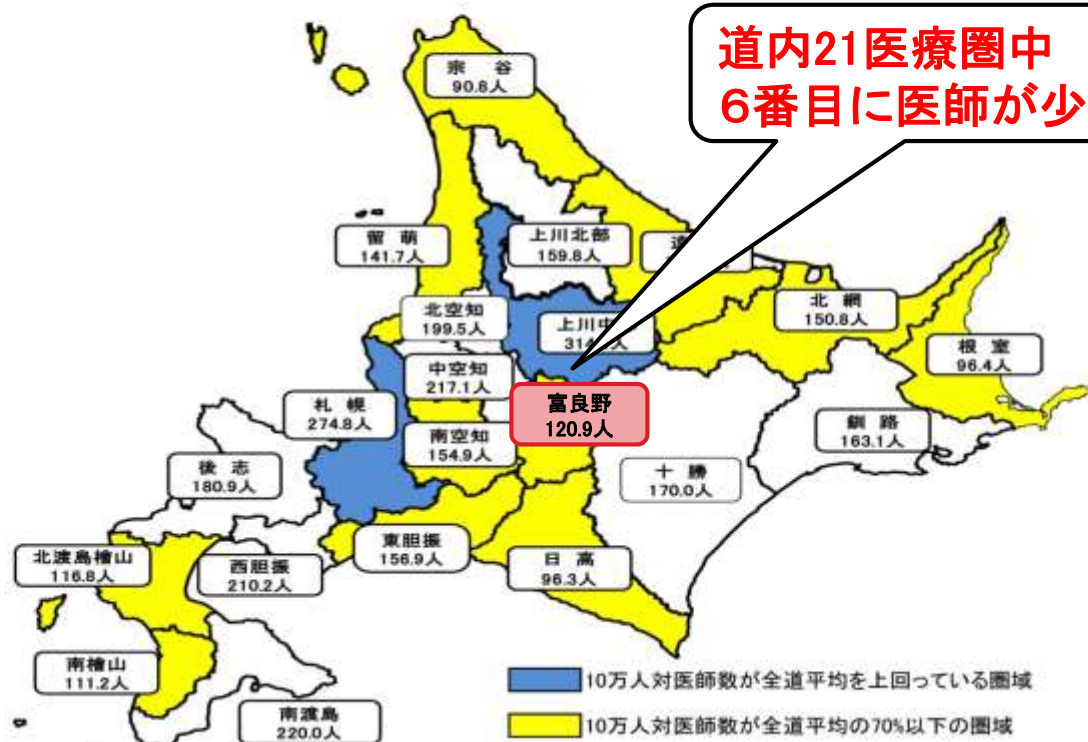 道内21医療圏中
6番目に医師が少
宗谷
90.8人
留萌
141.7人
上川北部
159.8人
北網
150.8人
北空知
199.5人
上川中
314
根室
96.4人
中空知
217.1人
札幌
274.8人
富良野
120.9人
釧路
163.1人
南空知
154.9人
後志
180.9人
十勝
170.0人
東胆振
156.9人
北渡島檜山
116.8人
西胆振
210.2人
日高
96.3人
南檜山
111.2人
南渡島
220.0人
10万人対医師数が全道平均を上回っている圏域
10万人対医師数が全道平均の70%以下の圏域